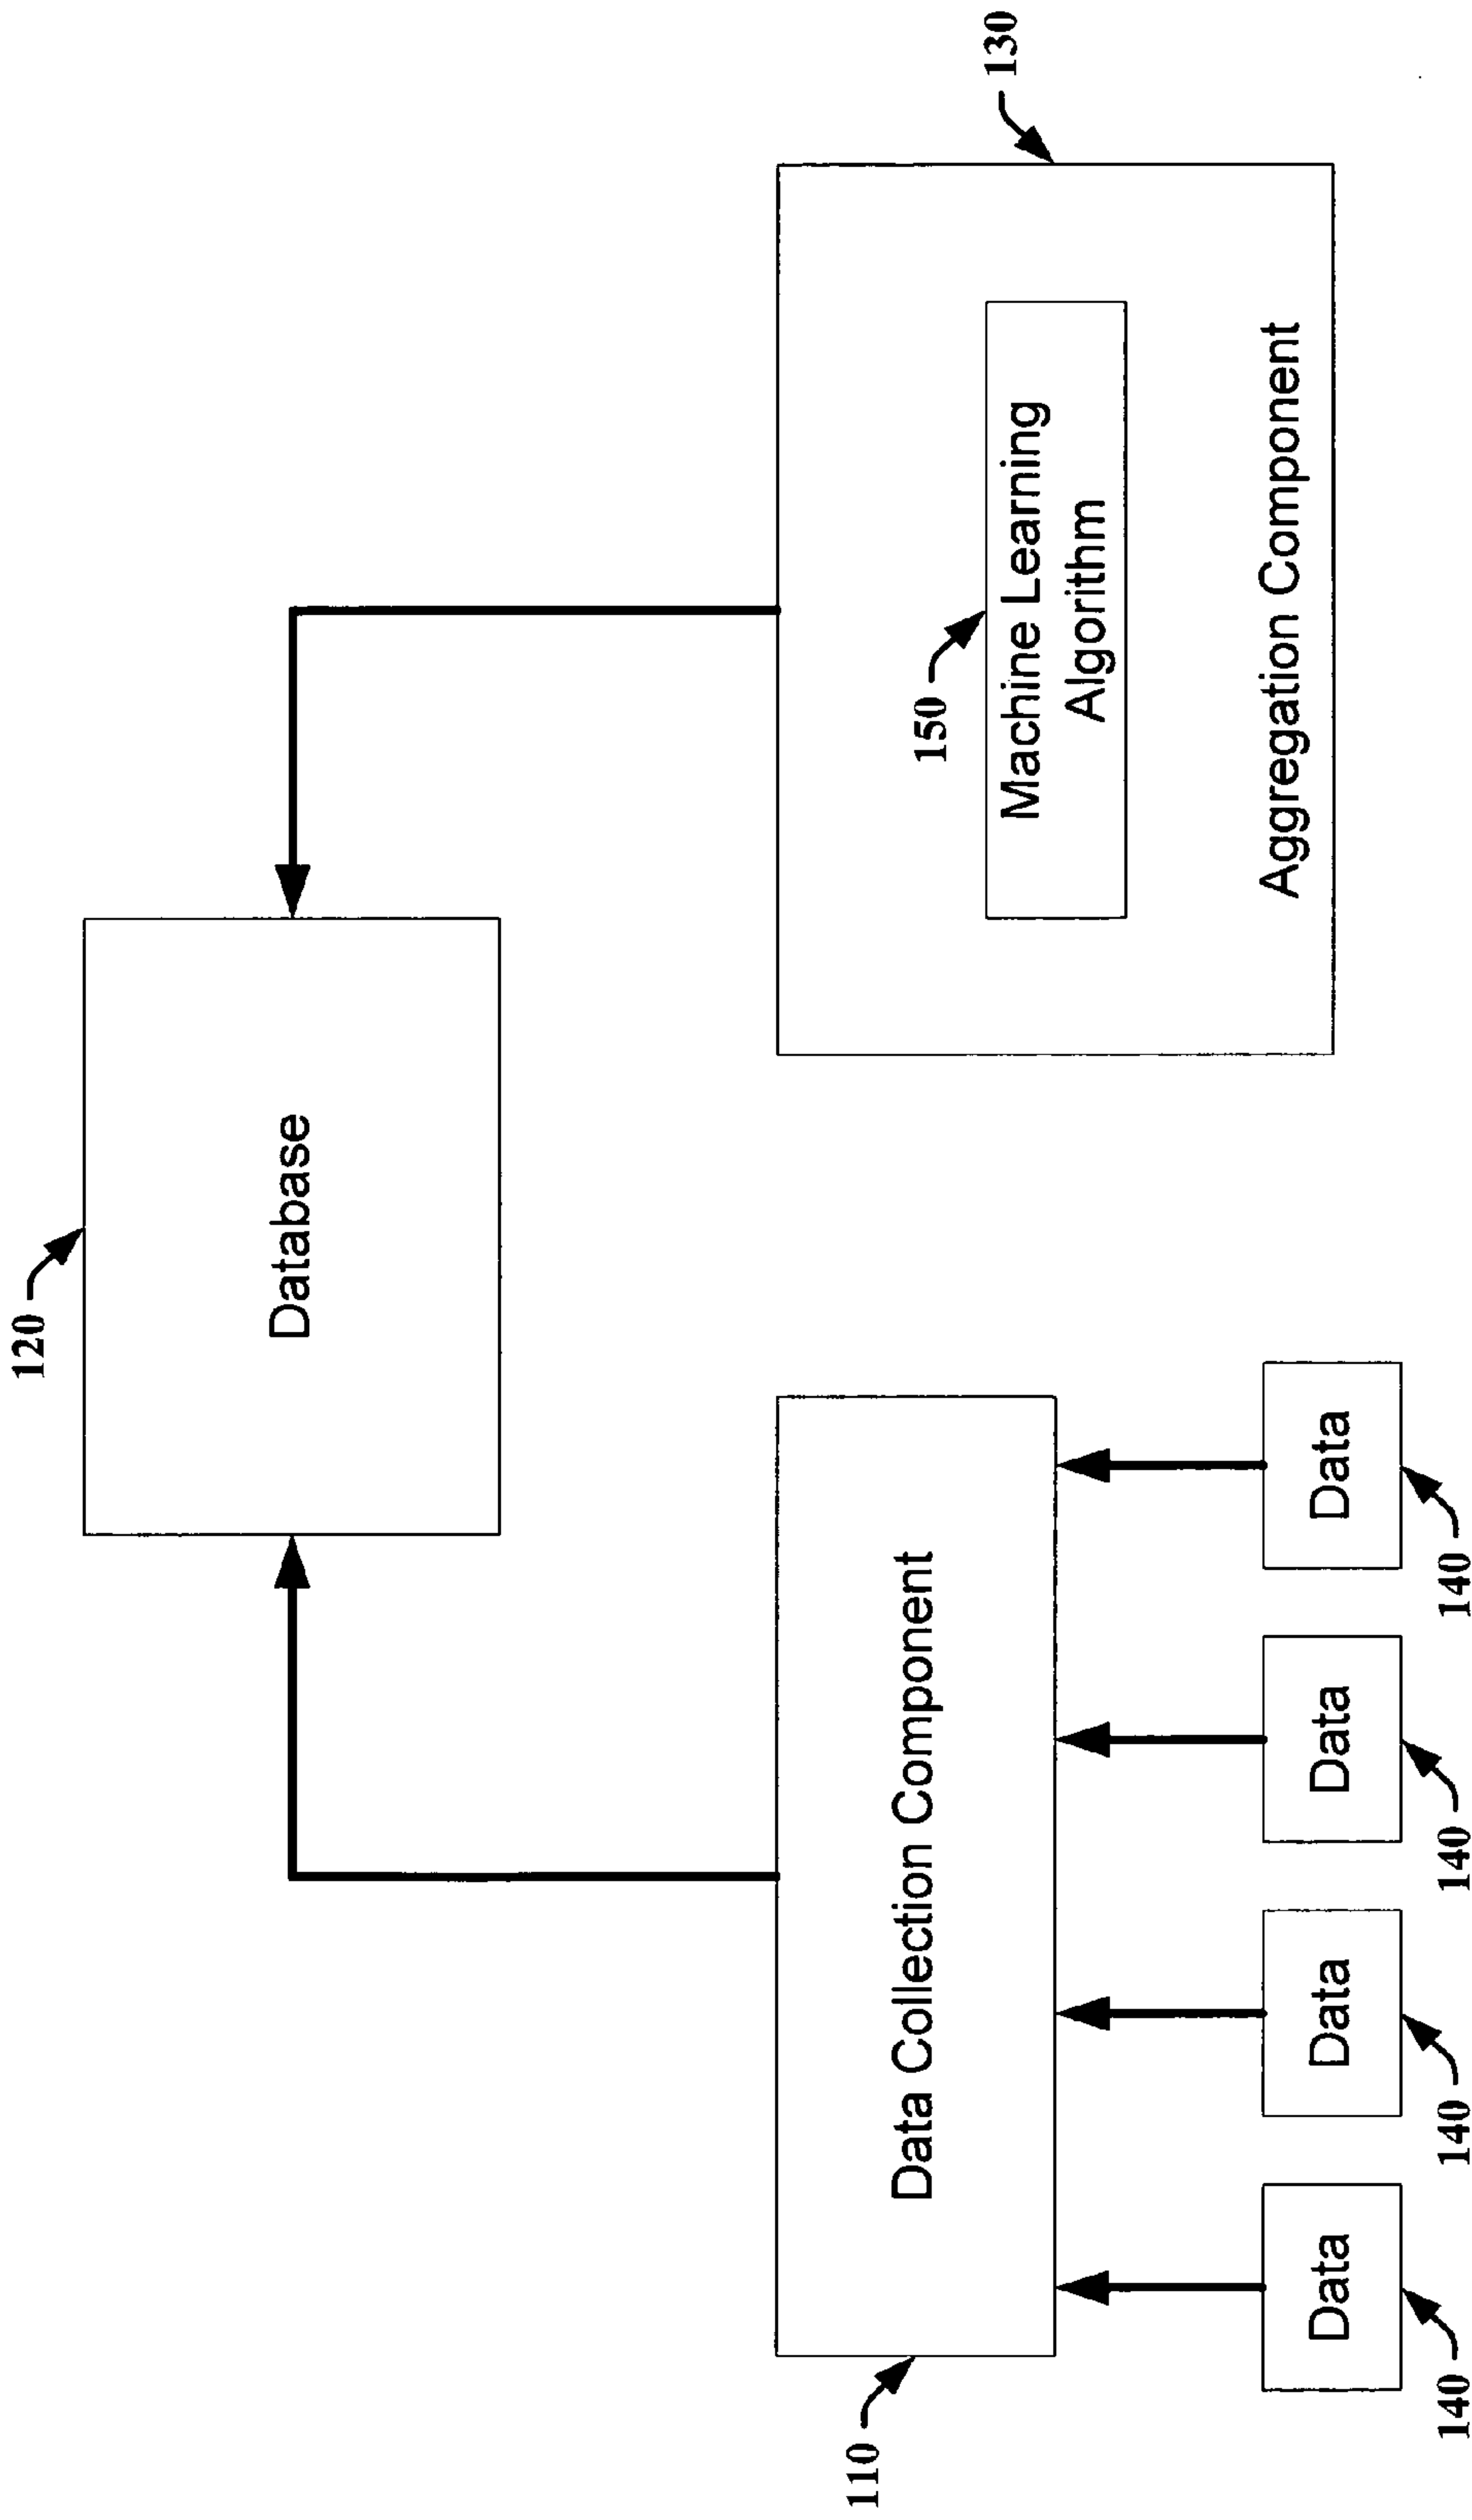 120
Database
110
Data Collection Component
150
Machine Learning
Algorithm
Aggregation Component
130
Data
Data
Data
Data
140
140
140
140